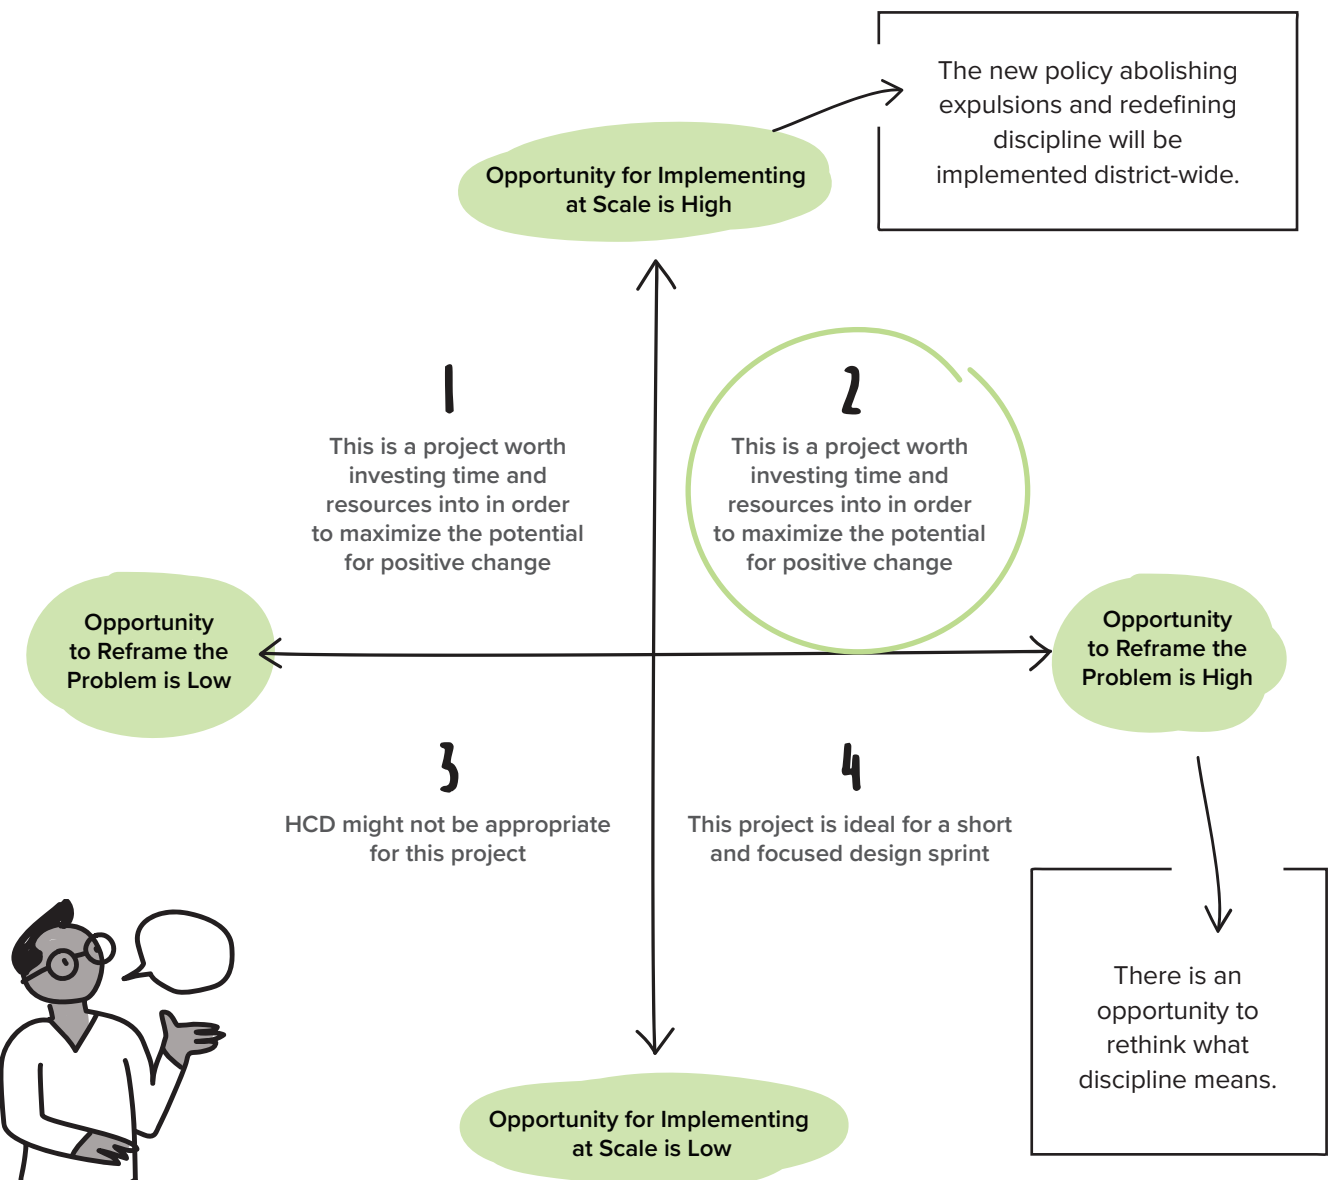 The new policy abolishing
expulsions and redefining
discipline will be
implemented district-wide.
Opportunity for Implementing
at Scale is High
1
This is a project worth
investing time and
resources into in order
to maximize the potential
for positive change
2
This is a project worth
investing time and
resources into in order
to maximize the potential
for positive change
Opportunity
to Reframe the
Problem is Low
Opportunity
to Reframe the
Problem is High
3
HCD might not be appropriate
for this project
4
This project is ideal for a short
and focused design sprint
There is an
opportunity to
rethink what
discipline means.
Opportunity for Implementing
at Scale is Low